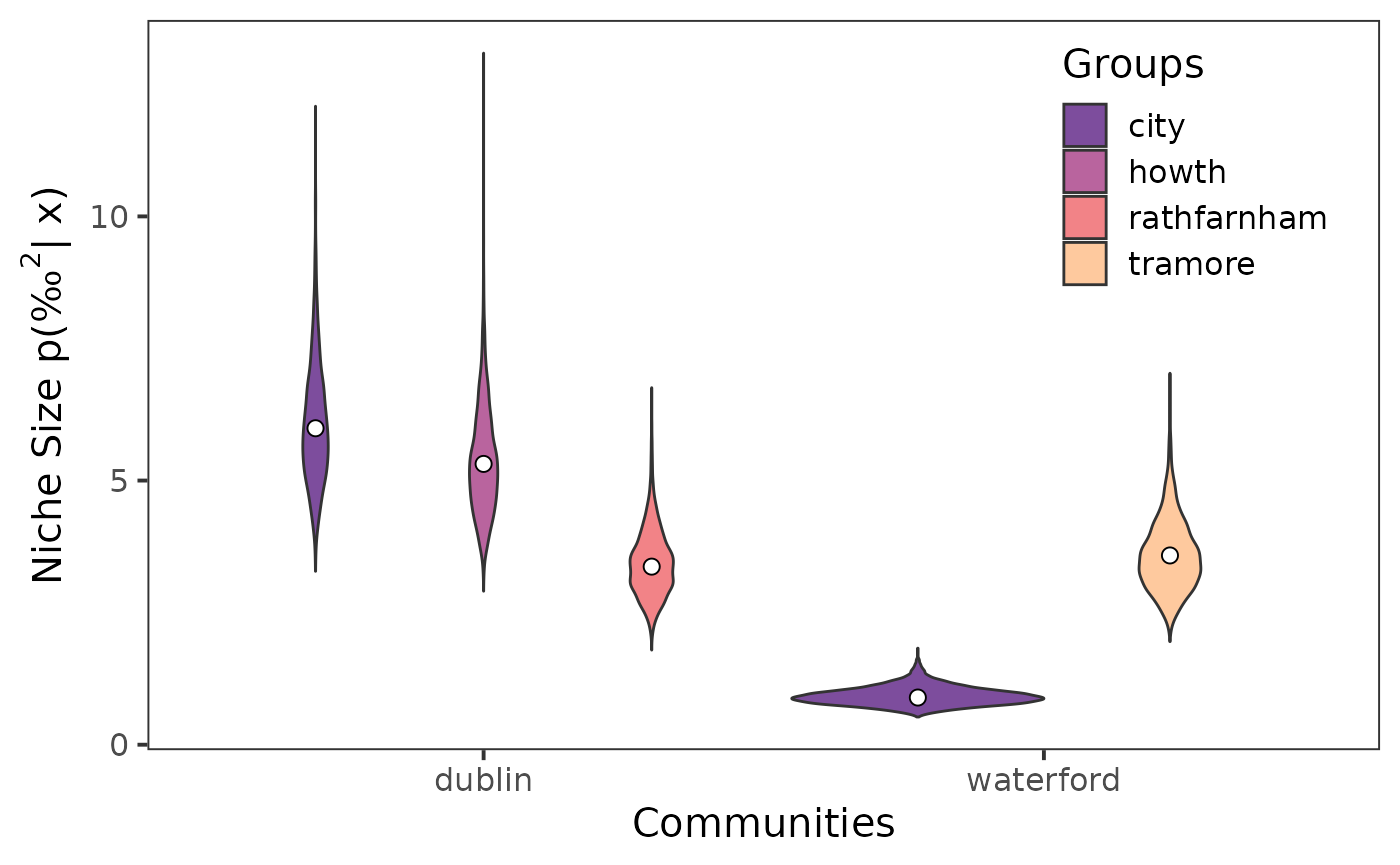 Niche Size p(‰²| x)
10
5
0
Groups
city
howth
rathfarnham
tramore
dublin
waterford
Communities